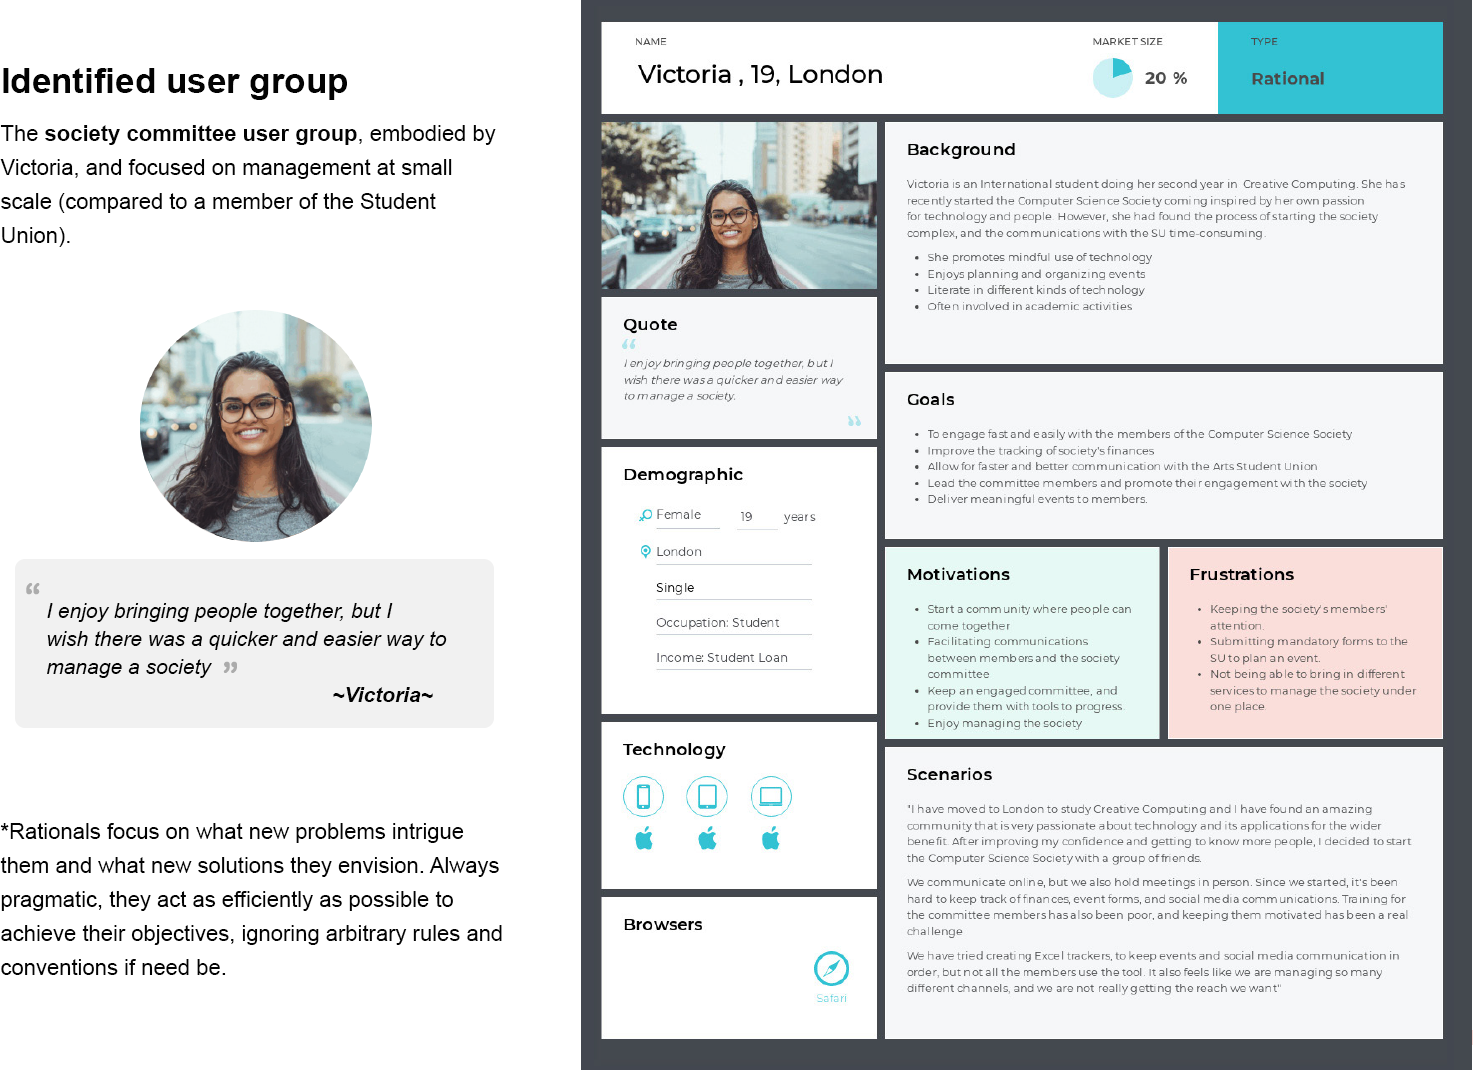 Identified user group
The society committee user group, embodied by
Victoria, and focused on management at small
scale (compared to a member of the Student
Union).
“
I enjoy bringing people together, but I
wish there was a quicker and easier way to
manage a society ”
~Victoria~
*Rationals focus on what new problems intrigue
them and what new solutions they envision. Always
pragmatic, they act as efficiently as possible to
achieve their objectives, ignoring arbitrary rules and
conventions if need be.
NAME
Victoria , 19, London
MARKET SIZE
20 %
TYPE
Rational
Quote
“
I enjoy bringing people together, but I
wish there was a quicker and easier way
to manage a society.
”
Demographic
Female 19 years
London
Single
Occupation: Student
Income: Student Loan
Technology
Browsers
Safari
Background
Victoria is an International student doing her second year in Creative Computing. She has
recently started the Computer Science Society coming inspired by her own passion
for technology and people. However, she had found the process of starting the society
complex, and the communications with the SU time-consuming.
• She promotes mindful use of technology
• Enjoys planning and organizing events
• Literate in different kinds of technology
• Often involved in academic activities
Goals
• To engage fast and easily with the members of the Computer Science Society
• Improve the tracking of society's finances
• Allow for faster and better communication with the Arts Student Union
• Lead the committee members and promote their engagement with the society
• Deliver meaningful events to members.
Motivations
• Start a community where people can
come together
• Facilitating communications
between members and the society
committee
• Keep an engaged committee, and
provide them with tools to progress.
• Enjoy managing the society
Frustrations
• Keeping the society's members'
attention.
• Submitting mandatory forms to the
SU to plan an event.
• Not being able to bring in different
services to manage the society under
one place.
Scenarios
"I have moved to London to study Creative Computing and I have found an amazing
community that is very passionate about technology and its applications for the wider
benefit. After improving my confidence and getting to know more people, I decided to start
the Computer Science Society with a group of friends.
We communicate online, but we also hold meetings in person. Since we started, it's been
hard to keep track of finances, event forms, and social media communications. Training for
the committee members has also been poor, and keeping them motivated has been a real
challenge.
We have tried creating Excel trackers, to keep events and social media communication in
order, but not all the members use the tool. It also feels like we are managing so many
different channels, and we are not really getting the reach we want"